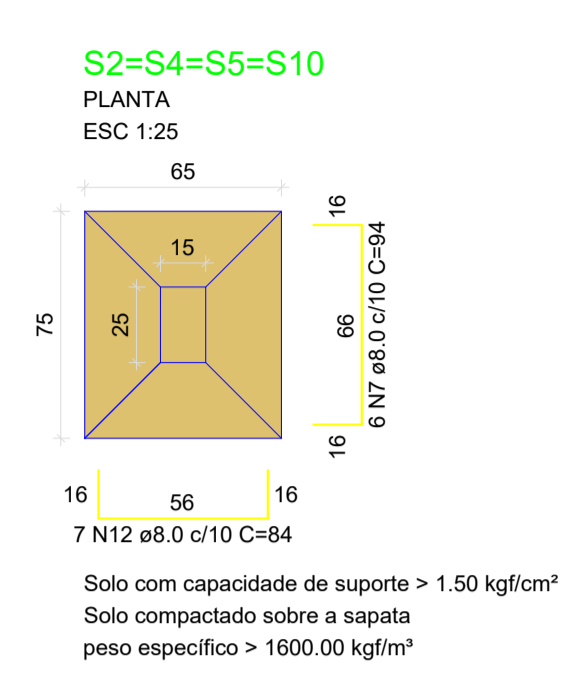 S2=S4=S5=S10
PLANTA
ESC 1:25
65
16
15
75
25
66
6 N7 ø8.0 c/10 C=94
16
16
56
16
7 N12 ø8.0 c/10 C=84
Solo com capacidade de suporte > 1.50 kgf/cm²
Solo compactado sobre a sapata
peso específico > 1600.00 kgf/m³